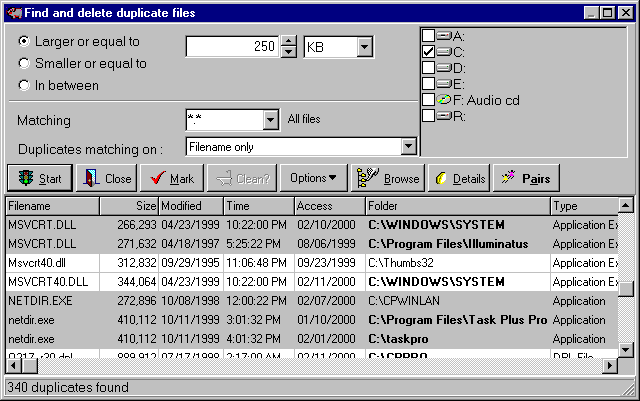 Find and delete duplicate files
Larger or equal to 250 KB
Smaller or equal to
In between
A:
C:
D:
E:
F: Audio cd
R:
Matching *.* All files
Duplicates matching on : Filename only
Start Close Mark Clean? Options Browse Details Pairs
Filename Size Modified Time Access Folder Type
MSVCRT.DLL 266,293 04/23/1999 10:22:00 PM 02/10/2000 C:\WINDOWS\SYSTEM Application Ex
MSVCRT.DLL 271,632 04/18/1997 5:25:22 PM 08/06/1999 C:\Program Files\Illuminatus Application Ex
Msvcrt40.dll 312,832 09/29/1995 11:06:48 PM 09/23/1999 C:\Thumbs32 Application Ex
MSVCRT40.DLL 344,064 04/23/1999 10:22:00 PM 02/11/2000 C:\WINDOWS\SYSTEM Application Ex
NETDIR.EXE 272,896 10/08/1998 12:00:22 PM 02/07/2000 C:\CPWINLAN Application
netdir.exe 410,112 10/11/1999 3:01:32 PM 01/10/2000 C:\Program Files\Task Plus Pro Application
netdir.exe 410,112 10/11/1999 4:01:32 PM 02/01/2000 C:\taskpro Application
889,912 07/17/1998 2:17:00 AM 02/11/2000 C:\CPPRO
340 duplicates found